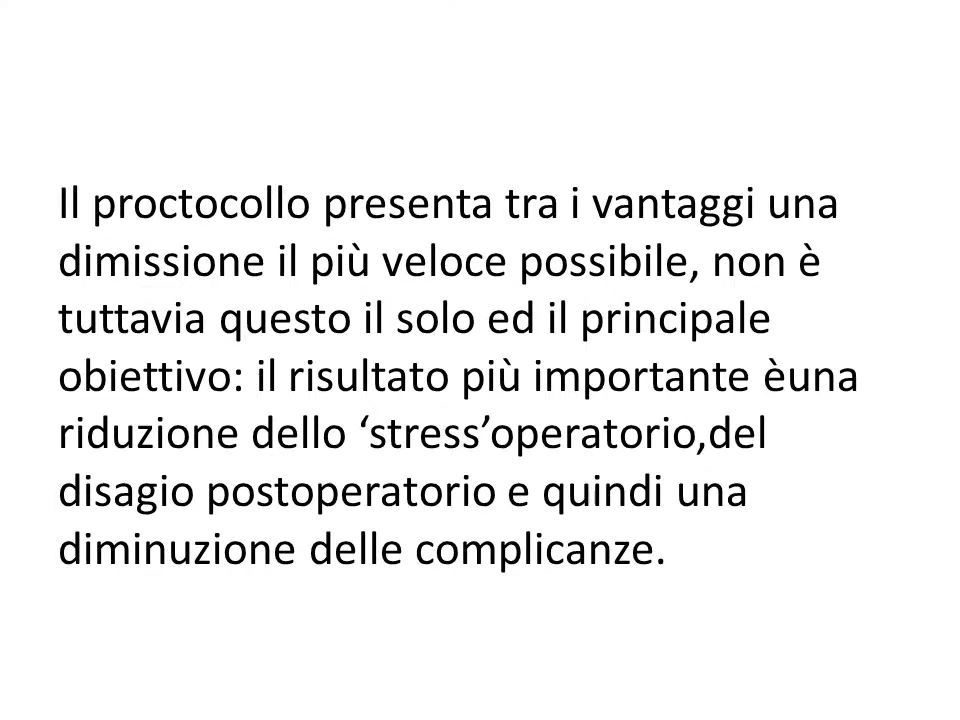 Il proctocollo presenta tra i vantaggi una
dimissione il più veloce possibile, non è
tuttavia questo il solo ed il principale
obiettivo: il risultato più importante èuna
riduzione dello ‘stress’operatorio,del
disagio postoperatorio e quindi una
diminuzione delle complicanze.